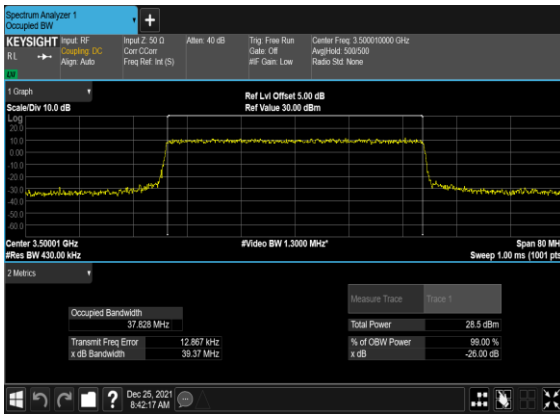 Spectrum Analyzer 1
Occupied BW
KEYSIGHT Input: RF Input Z: 50 Ω Atten: 40 dB Trig: Free Run Center Freq: 3.500010000 GHz
RL Coupling: DC Corr CCorr Gate: Off Avg|Hold: 500/500
Align: Auto Freq Ref: Int (S) #IF Gain: Low Radio Std: None
1 Graph Ref Lvl Offset 5.00 dB
Scale/Div 10.0 dB Ref Value 30.00 dBm
Log
20.0
10.0
0.00
-10.0
-20.0
-30.0
-40.0
-50.0
-60.0
Center 3.50001 GHz #Video BW 1.3000 MHz* Span 80 MH
#Res BW 430.00 kHz Sweep 1.00 ms (1001 pts
2 Metrics
Measure Trace Trace 1
Occupied Bandwidth
37.828 MHz Total Power 28.5 dBm
Transmit Freq Error 12.867 kHz % of OBW Power 99.00 %
x dB Bandwidth 39.37 MHz x dB -26.00 dB
Dec 25, 2021
8:42:17 AM